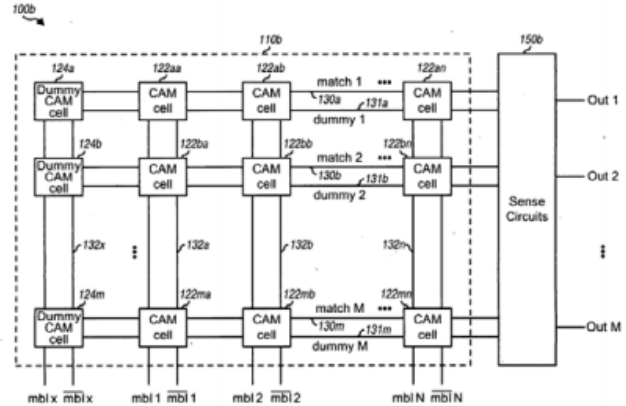 100b
110b
150b
124a 122aa 122ab 122an
Dummy CAM cell
CAM cell
CAM cell
match 1
130a
131a
dummy 1
CAM cell
Out 1
124b 122ba 122bb 122bn
Dummy CAM cell
CAM cell
CAM cell
match 2
130b
131b
dummy 2
CAM cell
Out 2
Sense Circuits
132x 132a 132b 132n
124m 122ma 122mb 122mn
Dummy CAM cell
CAM cell
CAM cell
match M
130m
131m
dummy M
CAM cell
Out M
mbl x mbl x mbl 1 mbl 1 mbl 2 mbl 2 mbl N mbl N